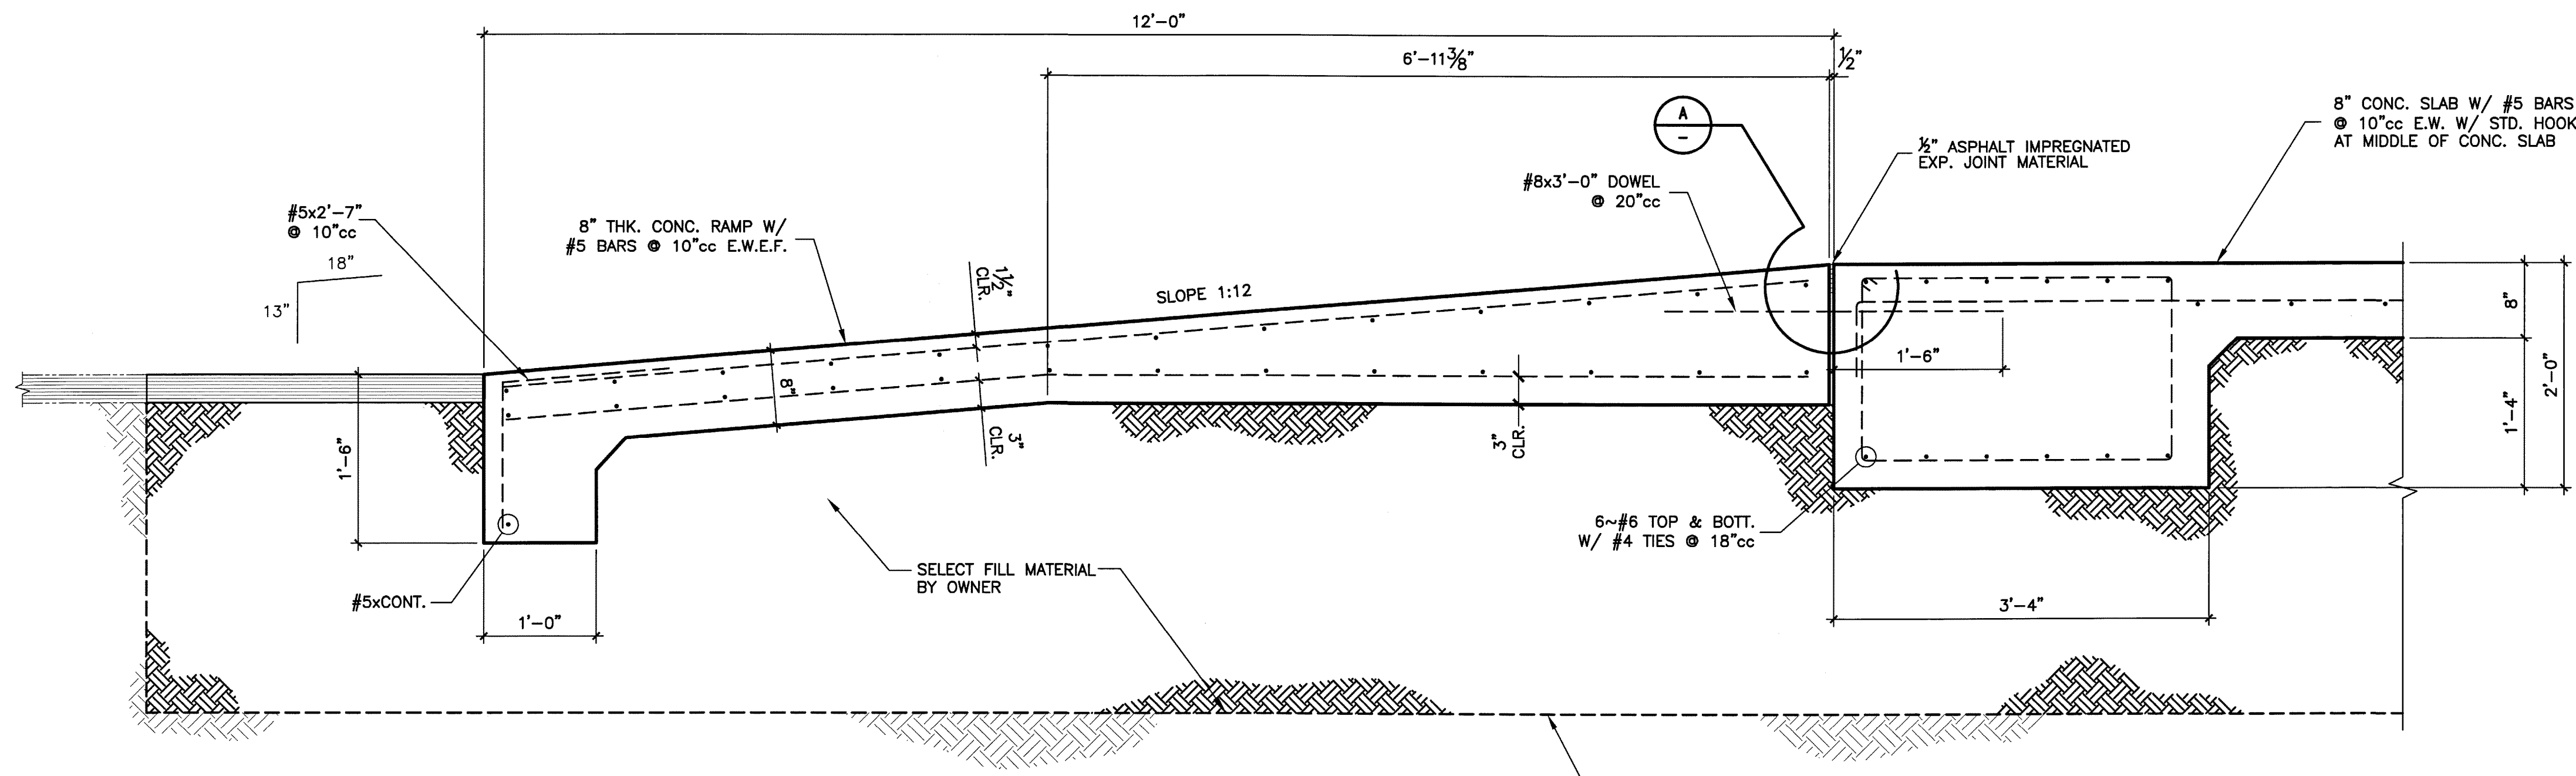 12'-0"
6'-11⅜"
½"
A
-
8" CONC. SLAB W/ #5 BARS
@ 10"cc E.W. W/ STD. HOOK
AT MIDDLE OF CONC. SLAB
½" ASPHALT IMPREGNATED
EXP. JOINT MATERIAL
#8x3'-0" DOWEL
@ 20"cc
#5x2'-7"
@ 10"cc
18"
13"
8" THK. CONC. RAMP W/
#5 BARS @ 10"cc E.W.E.F.
1½"
CLR.
SLOPE 1:12
8"
3"
CLR.
3"
CLR.
1'-6"
8"
1'-4"
2'-0"
1'-6"
#5xCONT.
1'-0"
SELECT FILL MATERIAL
BY OWNER
6~#6 TOP & BOTT.
W/ #4 TIES @ 18"cc
3'-4"